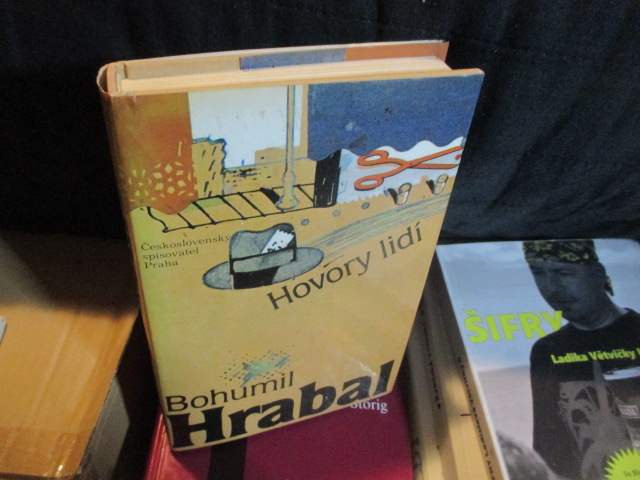 Československý
spisovatel
Praha
Hovory lidí
Bohumil
Hrabal
Störig
ŠIFRY
Ladika Větvičky